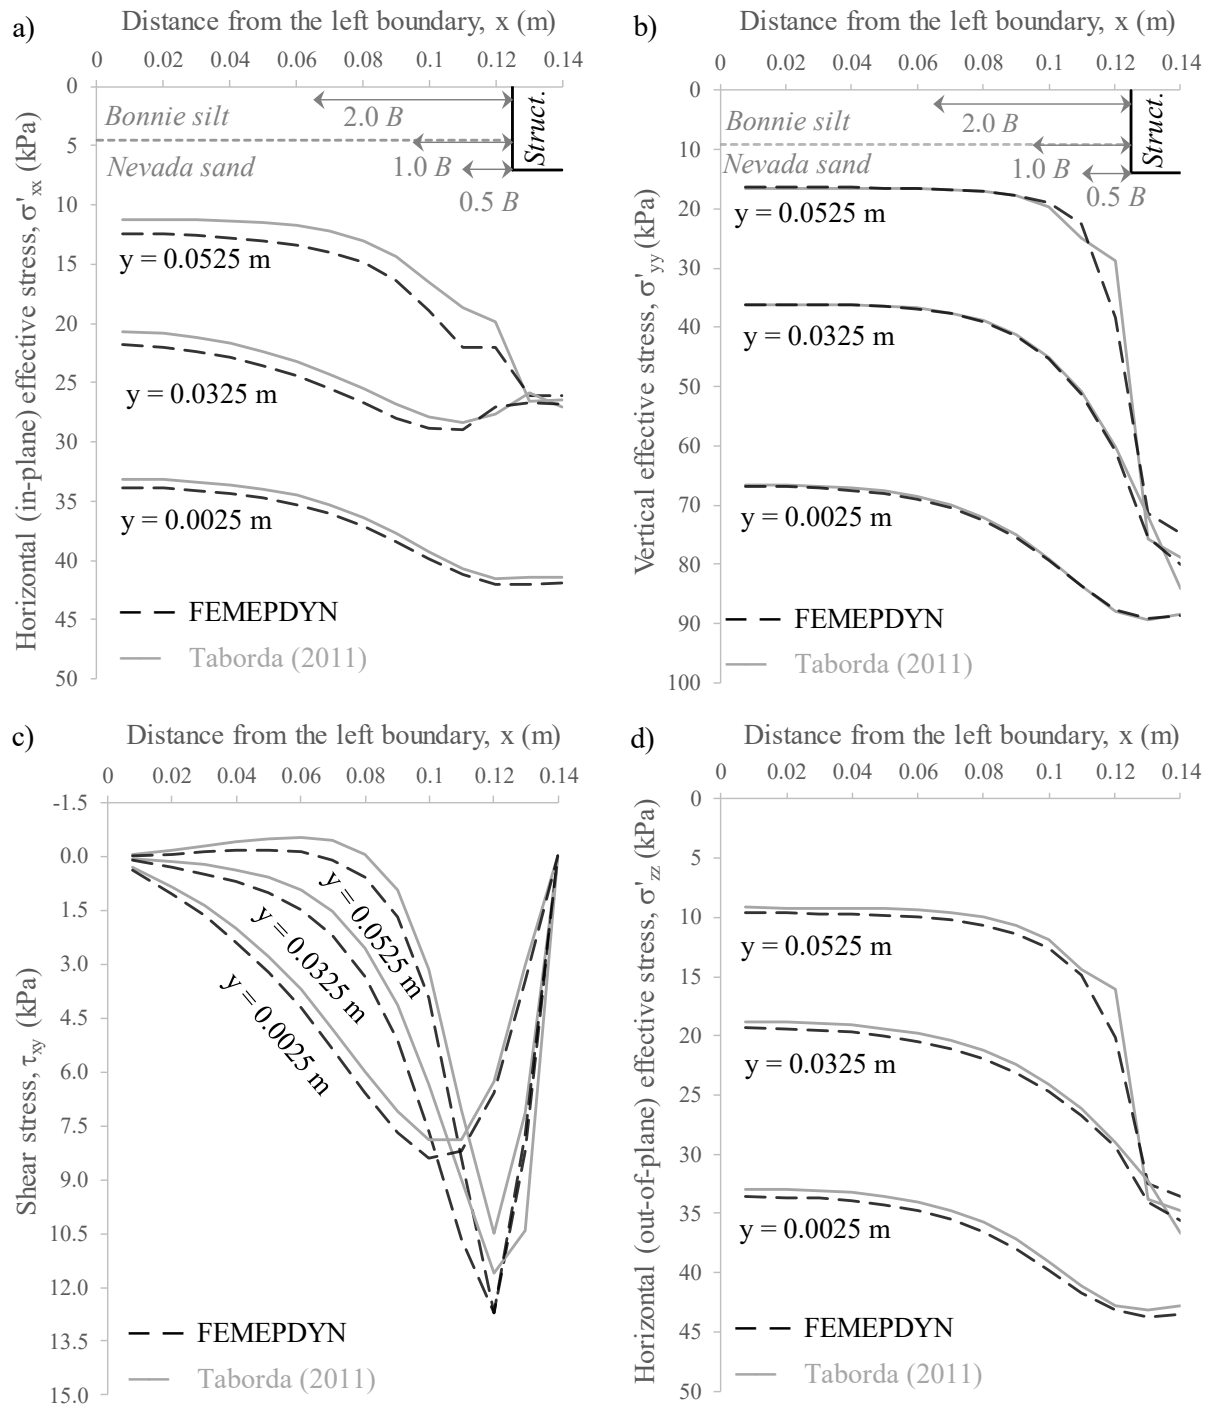 a)
Distance from the left boundary, x (m)
0 0.02 0.04 0.06 0.08 0.1 0.12 0.14
Horizontal (in-plane) effective stress, σ'xx (kPa)
0
5
10
15
20
25
30
35
40
45
50
Bonnie silt
Nevada sand
2.0 B
1.0 B
0.5 B
Struct.
y = 0.0525 m
y = 0.0325 m
y = 0.0025 m
FEMEPDYN
Taborda (2011)
b)
Distance from the left boundary, x (m)
0 0.02 0.04 0.06 0.08 0.1 0.12 0.14
Vertical effective stress, σ'yy (kPa)
0
10
20
30
40
50
60
70
80
90
100
Bonnie silt
Nevada sand
2.0 B
1.0 B
0.5 B
Struct.
y = 0.0525 m
y = 0.0325 m
y = 0.0025 m
FEMEPDYN
Taborda (2011)
c)
Distance from the left boundary, x (m)
0 0.02 0.04 0.06 0.08 0.1 0.12 0.14
Shear stress, τxy (kPa)
-1.5
0.0
1.5
3.0
4.5
6.0
7.5
9.0
10.5
12.0
13.5
15.0
y = 0.0525 m
y = 0.0325 m
y = 0.0025 m
FEMEPDYN
Taborda (2011)
d)
Distance from the left boundary, x (m)
0 0.02 0.04 0.06 0.08 0.1 0.12 0.14
Horizontal (out-of-plane) effective stress, σ'zz (kPa)
0
5
10
15
20
25
30
35
40
45
50
y = 0.0525 m
y = 0.0325 m
y = 0.0025 m
FEMEPDYN
Taborda (2011)